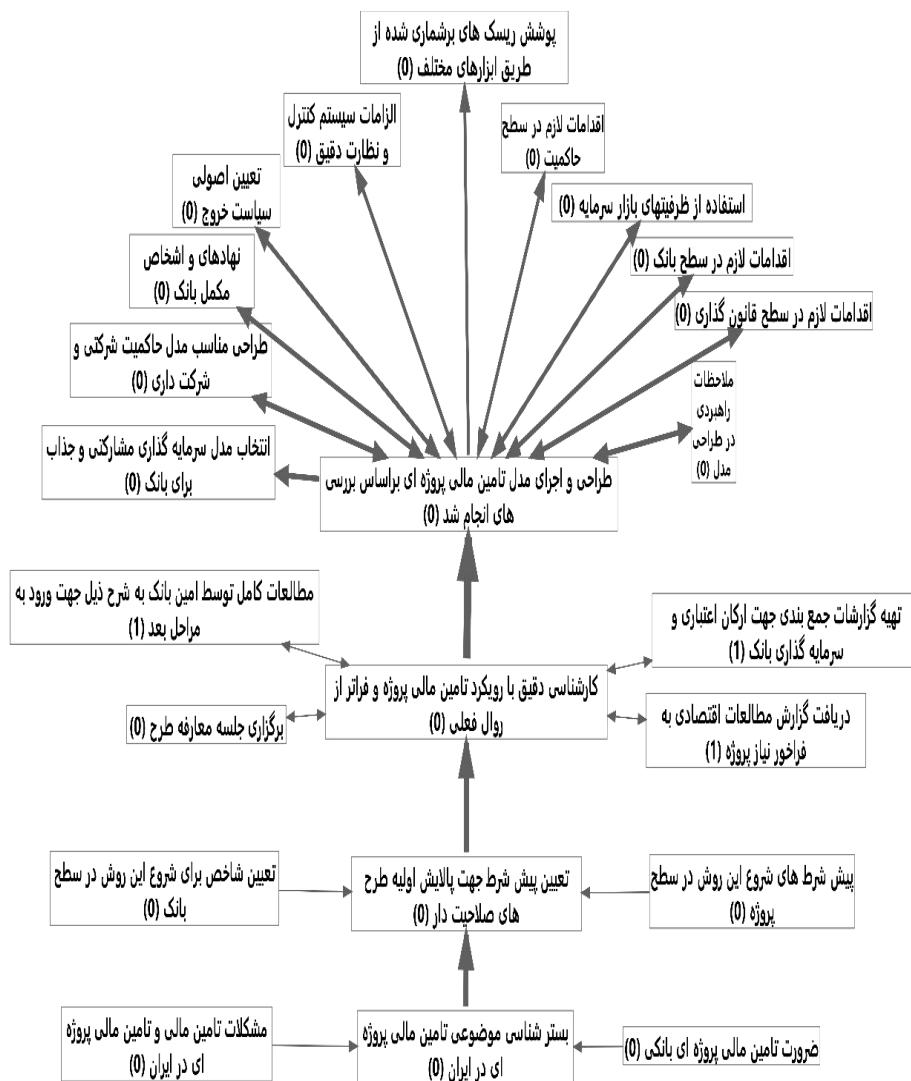 پوشش ریسک های برشماری شده از
طریق ابزارهای مختلف (0)
الزامات سیستم کنترل
و نظارت دقیق (0)
اقدامات لازم در سطح
حاکمیت (0)
تعیین اصولی
سیاست خروج (0)
استفاده از ظرفیتهای بازار سرمایه (0)
نهادهای و اشخاص
مکمل بانک (0)
اقدامات لازم در سطح بانک (0)
اقدامات لازم در سطح قانون گذاری (0)
طراحی مناسب مدل حاکمیت شرکتی و
شرکت داری (0)
ملاحظات
راهبردی
در طراحی
مدل (0)
انتخاب مدل سرمایه گذاری مشارکتی و جذاب
برای بانک (0)
طراحی و اجرای مدل تامین مالی پروژه ای براساس بررسی
های انجام شد (0)
مطالعات کامل توسط امین بانک به شرح ذیل جهت ورود به
مراحل بعد (1)
تهیه گزارشات جمع بندی جهت ارکان اعتباری و
سرمایه گذاری بانک (1)
کارشناسی دقیق با رویکرد تامین مالی پروژه و فراتر از
روال فعلی (0)
برگزاری جلسه معارفه طرح (0)
دریافت گزارش مطالعات اقتصادی به
فراخور نیاز پروژه (1)
پیش شرط های شروع این روش در سطح
پروژه (0)
تعیین پیش شرط جهت پالایش اولیه طرح
های صلاحیت دار (0)
تعیین شاخص برای شروع این روش در سطح
بانک (0)
ضرورت تامین مالی پروژه ای بانکی (0)
بستر شناسی موضوعی تامین مالی پروژه
ای در ایران (0)
مشکلات تامین مالی و تامین مالی پروژه
ای در ایران (0)